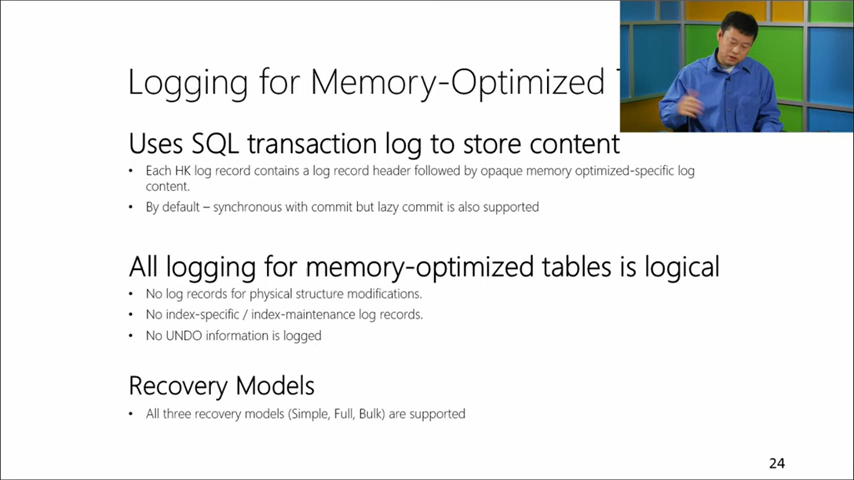 Logging for Memory-Optimized
Uses SQL transaction log to store content
• Each HK log record contains a log record header followed by opaque memory optimized-specific log
content.
• By default – synchronous with commit but lazy commit is also supported
All logging for memory-optimized tables is logical
• No log records for physical structure modifications.
• No index-specific / index-maintenance log records.
• No UNDO information is logged
Recovery Models
• All three recovery models (Simple, Full, Bulk) are supported
24